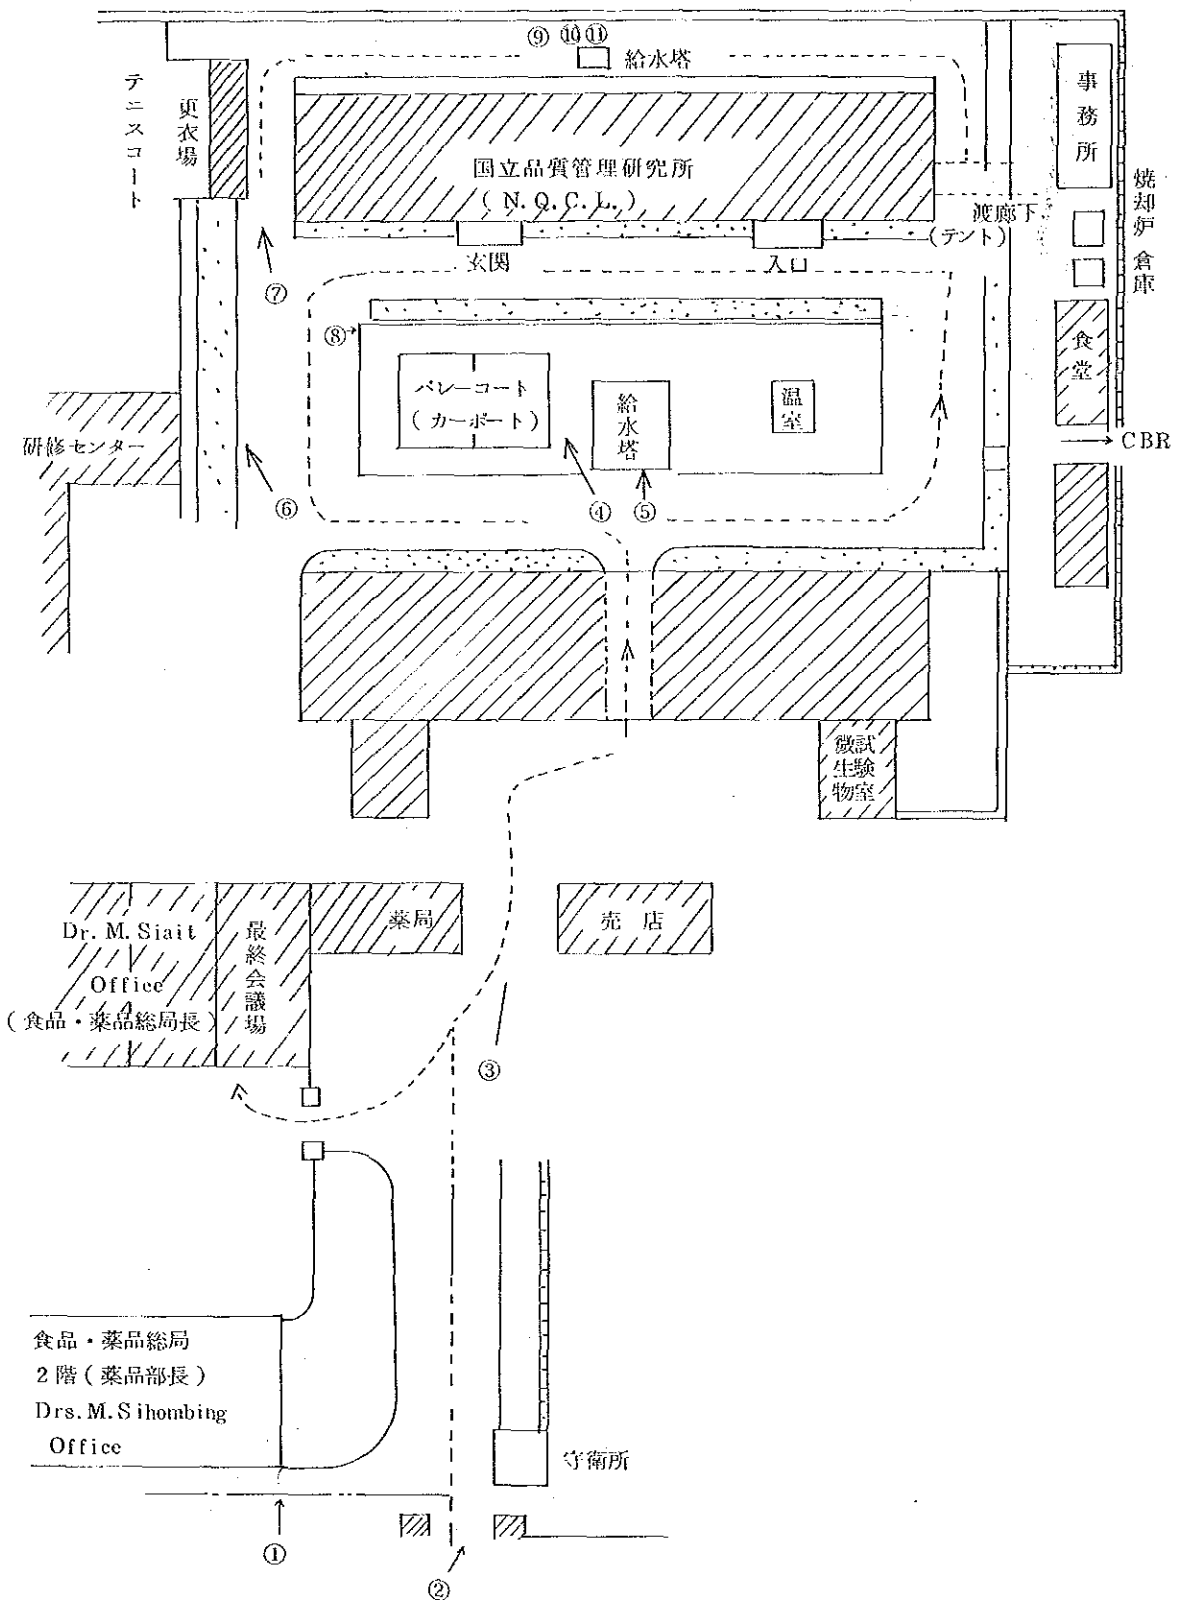 ⑨ ⑩ ⑪
給水塔
テニスコート
更衣場
事務所
国立品質管理研究所
( N. Q. C. L. )
焼却炉
渡廊下
(テント)
玄関
入口
倉庫
⑦
⑧
食堂
バレーコート
( カーポート )
給水塔
温室
研修センター
CBR
⑥
④
⑤
微生物
試験室
Dr. M. Siait
Office
( 食品・薬品総局長 )
最終会議場
薬局
売店
③
食品・薬品総局
2階 ( 薬品部長 )
Drs. M. Sihombing
Office
守衛所
①
②